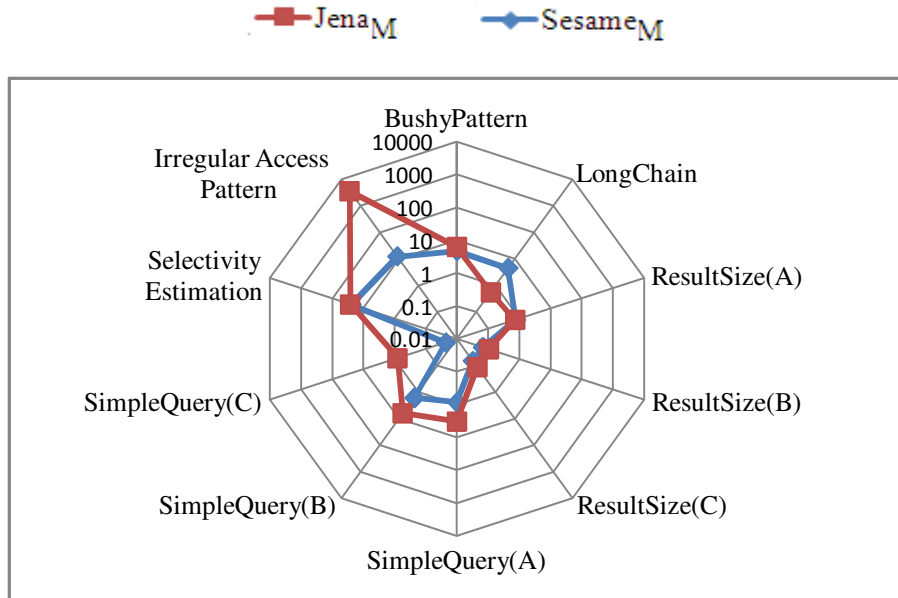 JenaM SesameM
BushyPattern
10000
1000
100
10
1
0.1
0.01
LongChain
ResultSize(A)
ResultSize(B)
ResultSize(C)
SimpleQuery(A)
SimpleQuery(B)
SimpleQuery(C)
Selectivity
Estimation
Irregular Access
Pattern